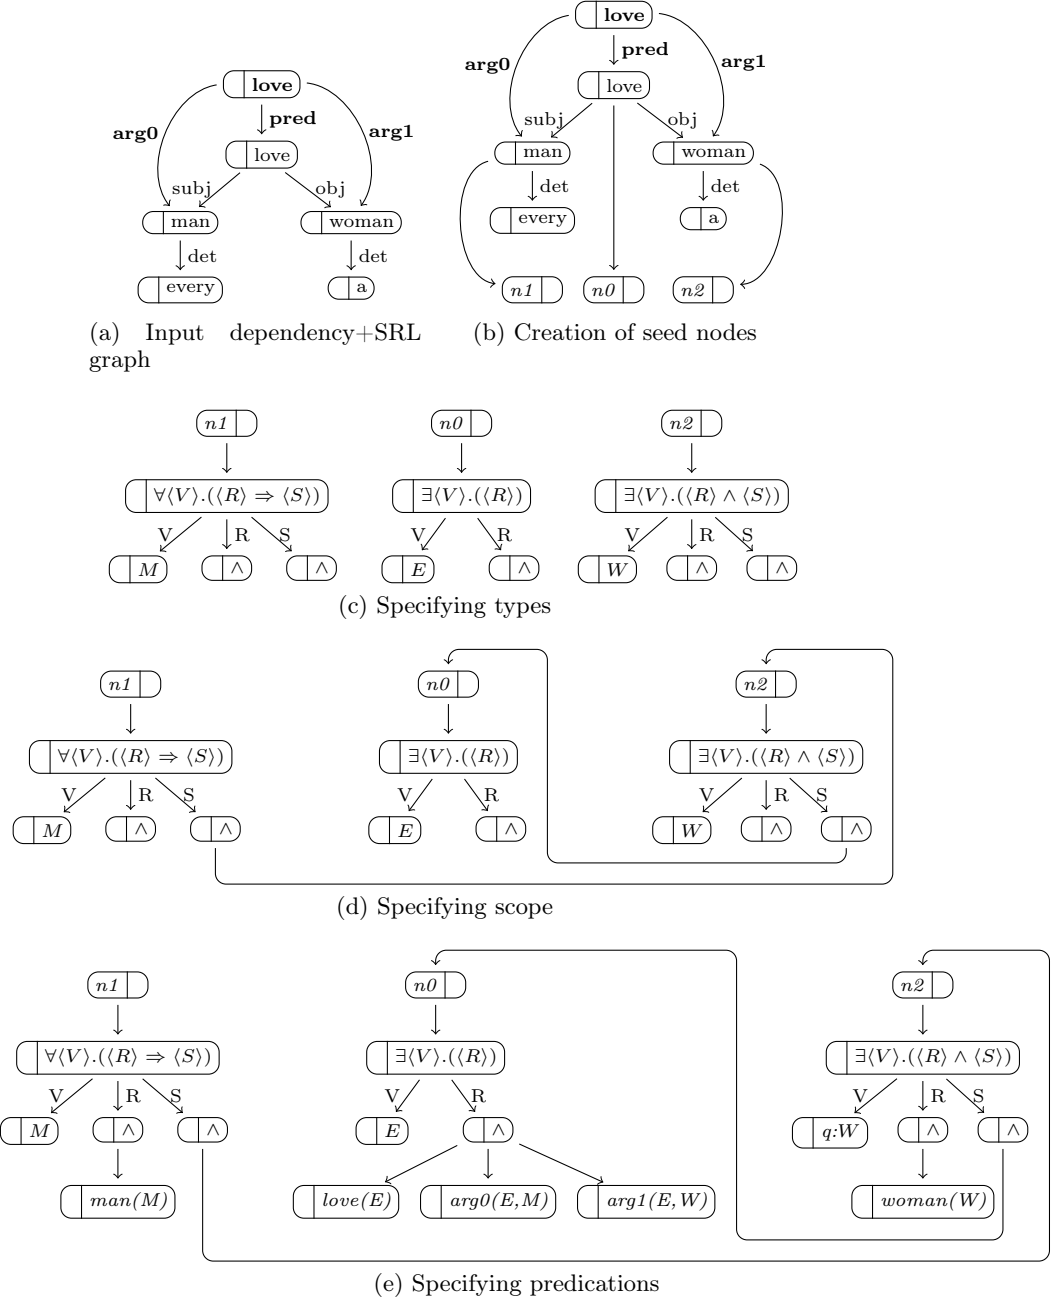 love
arg0 pred arg1
love
subj obj
man woman
det det
every a
(a) Input dependency+SRL
graph
love
arg0 pred arg1
love
subj obj
man woman
det det
every a
n1 n0 n2
(b) Creation of seed nodes
n1 n0 n2
∀⟨V⟩.(⟨R⟩ ⇒ ⟨S⟩) ∃⟨V⟩.(⟨R⟩) ∃⟨V⟩.(⟨R⟩ ∧ ⟨S⟩)
V R S V R V R S
M ∧ ∧ E ∧ W ∧ ∧
(c) Specifying types
n1 n0 n2
∀⟨V⟩.(⟨R⟩ ⇒ ⟨S⟩) ∃⟨V⟩.(⟨R⟩) ∃⟨V⟩.(⟨R⟩ ∧ ⟨S⟩)
V R S V R V R S
M ∧ ∧ E ∧ W ∧ ∧
(d) Specifying scope
n1 n0 n2
∀⟨V⟩.(⟨R⟩ ⇒ ⟨S⟩) ∃⟨V⟩.(⟨R⟩) ∃⟨V⟩.(⟨R⟩ ∧ ⟨S⟩)
V R S V R V R S
M ∧ ∧ E ∧ q:W ∧ ∧
man(M) love(E) arg0(E,M) arg1(E,W) woman(W)
(e) Specifying predications